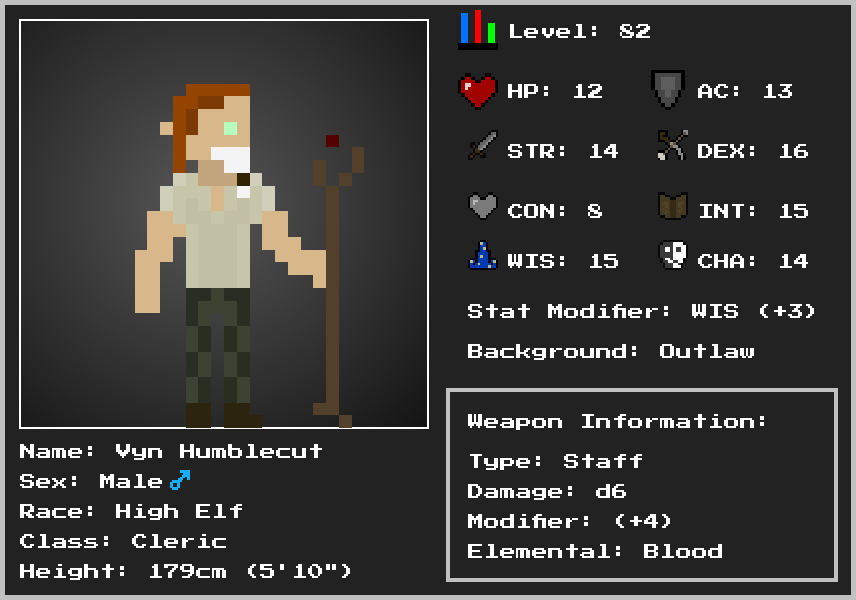 Level: 82
HP: 12 AC: 13
STR: 14 DEX: 16
CON: 8 INT: 15
WIS: 15 CHA: 14
Stat Modifier: WIS (+3)
Background: Outlaw
Weapon Information:
Type: Staff
Damage: d6
Modifier: (+4)
Elemental: Blood
Name: Vyn Humblecut
Sex: Male♂
Race: High Elf
Class: Cleric
Height: 179cm (5'10")